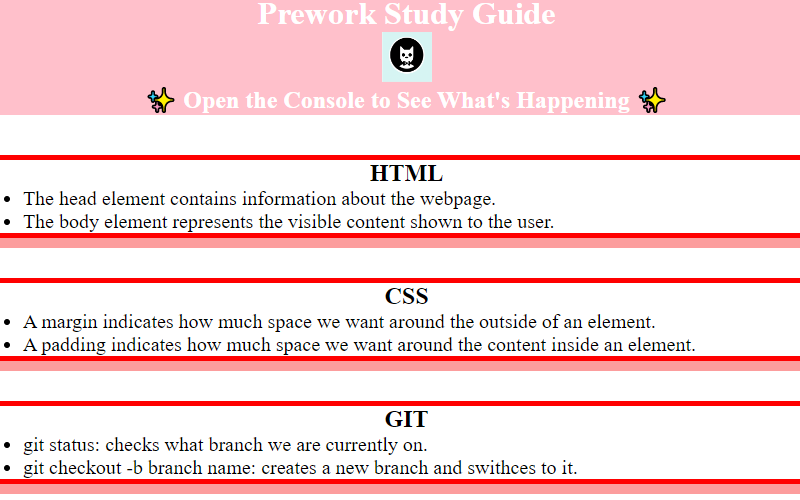 Prework Study Guide
✨ Open the Console to See What's Happening ✨
HTML
• The head element contains information about the webpage.
• The body element represents the visible content shown to the user.
CSS
• A margin indicates how much space we want around the outside of an element.
• A padding indicates how much space we want around the content inside an element.
GIT
• git status: checks what branch we are currently on.
• git checkout -b branch name: creates a new branch and swithces to it.